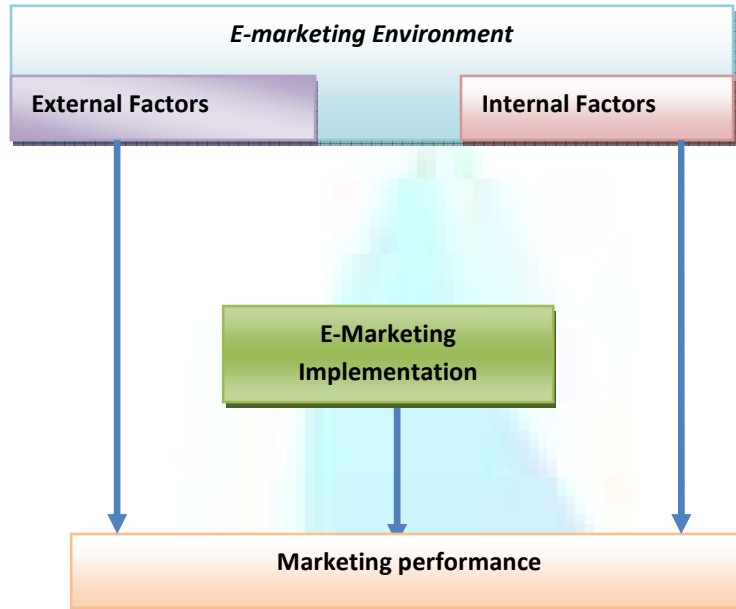 E-marketing Environment
External Factors
Internal Factors
E-Marketing
Implementation
Marketing performance